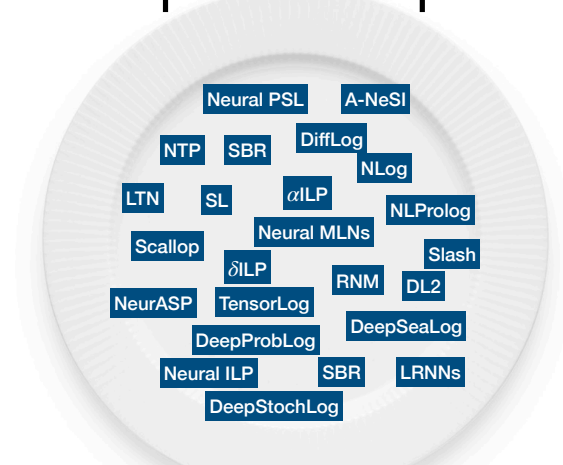 Neural PSL
A-NeSI
DiffLog
NTP
SBR
NLog
LTN
SL
αILP
NLProlog
Neural MLNs
Scallop
Slash
δILP
RNM
DL2
NeurASP
TensorLog
DeepSeaLog
DeepProbLog
Neural ILP
SBR
LRNNs
DeepStochLog